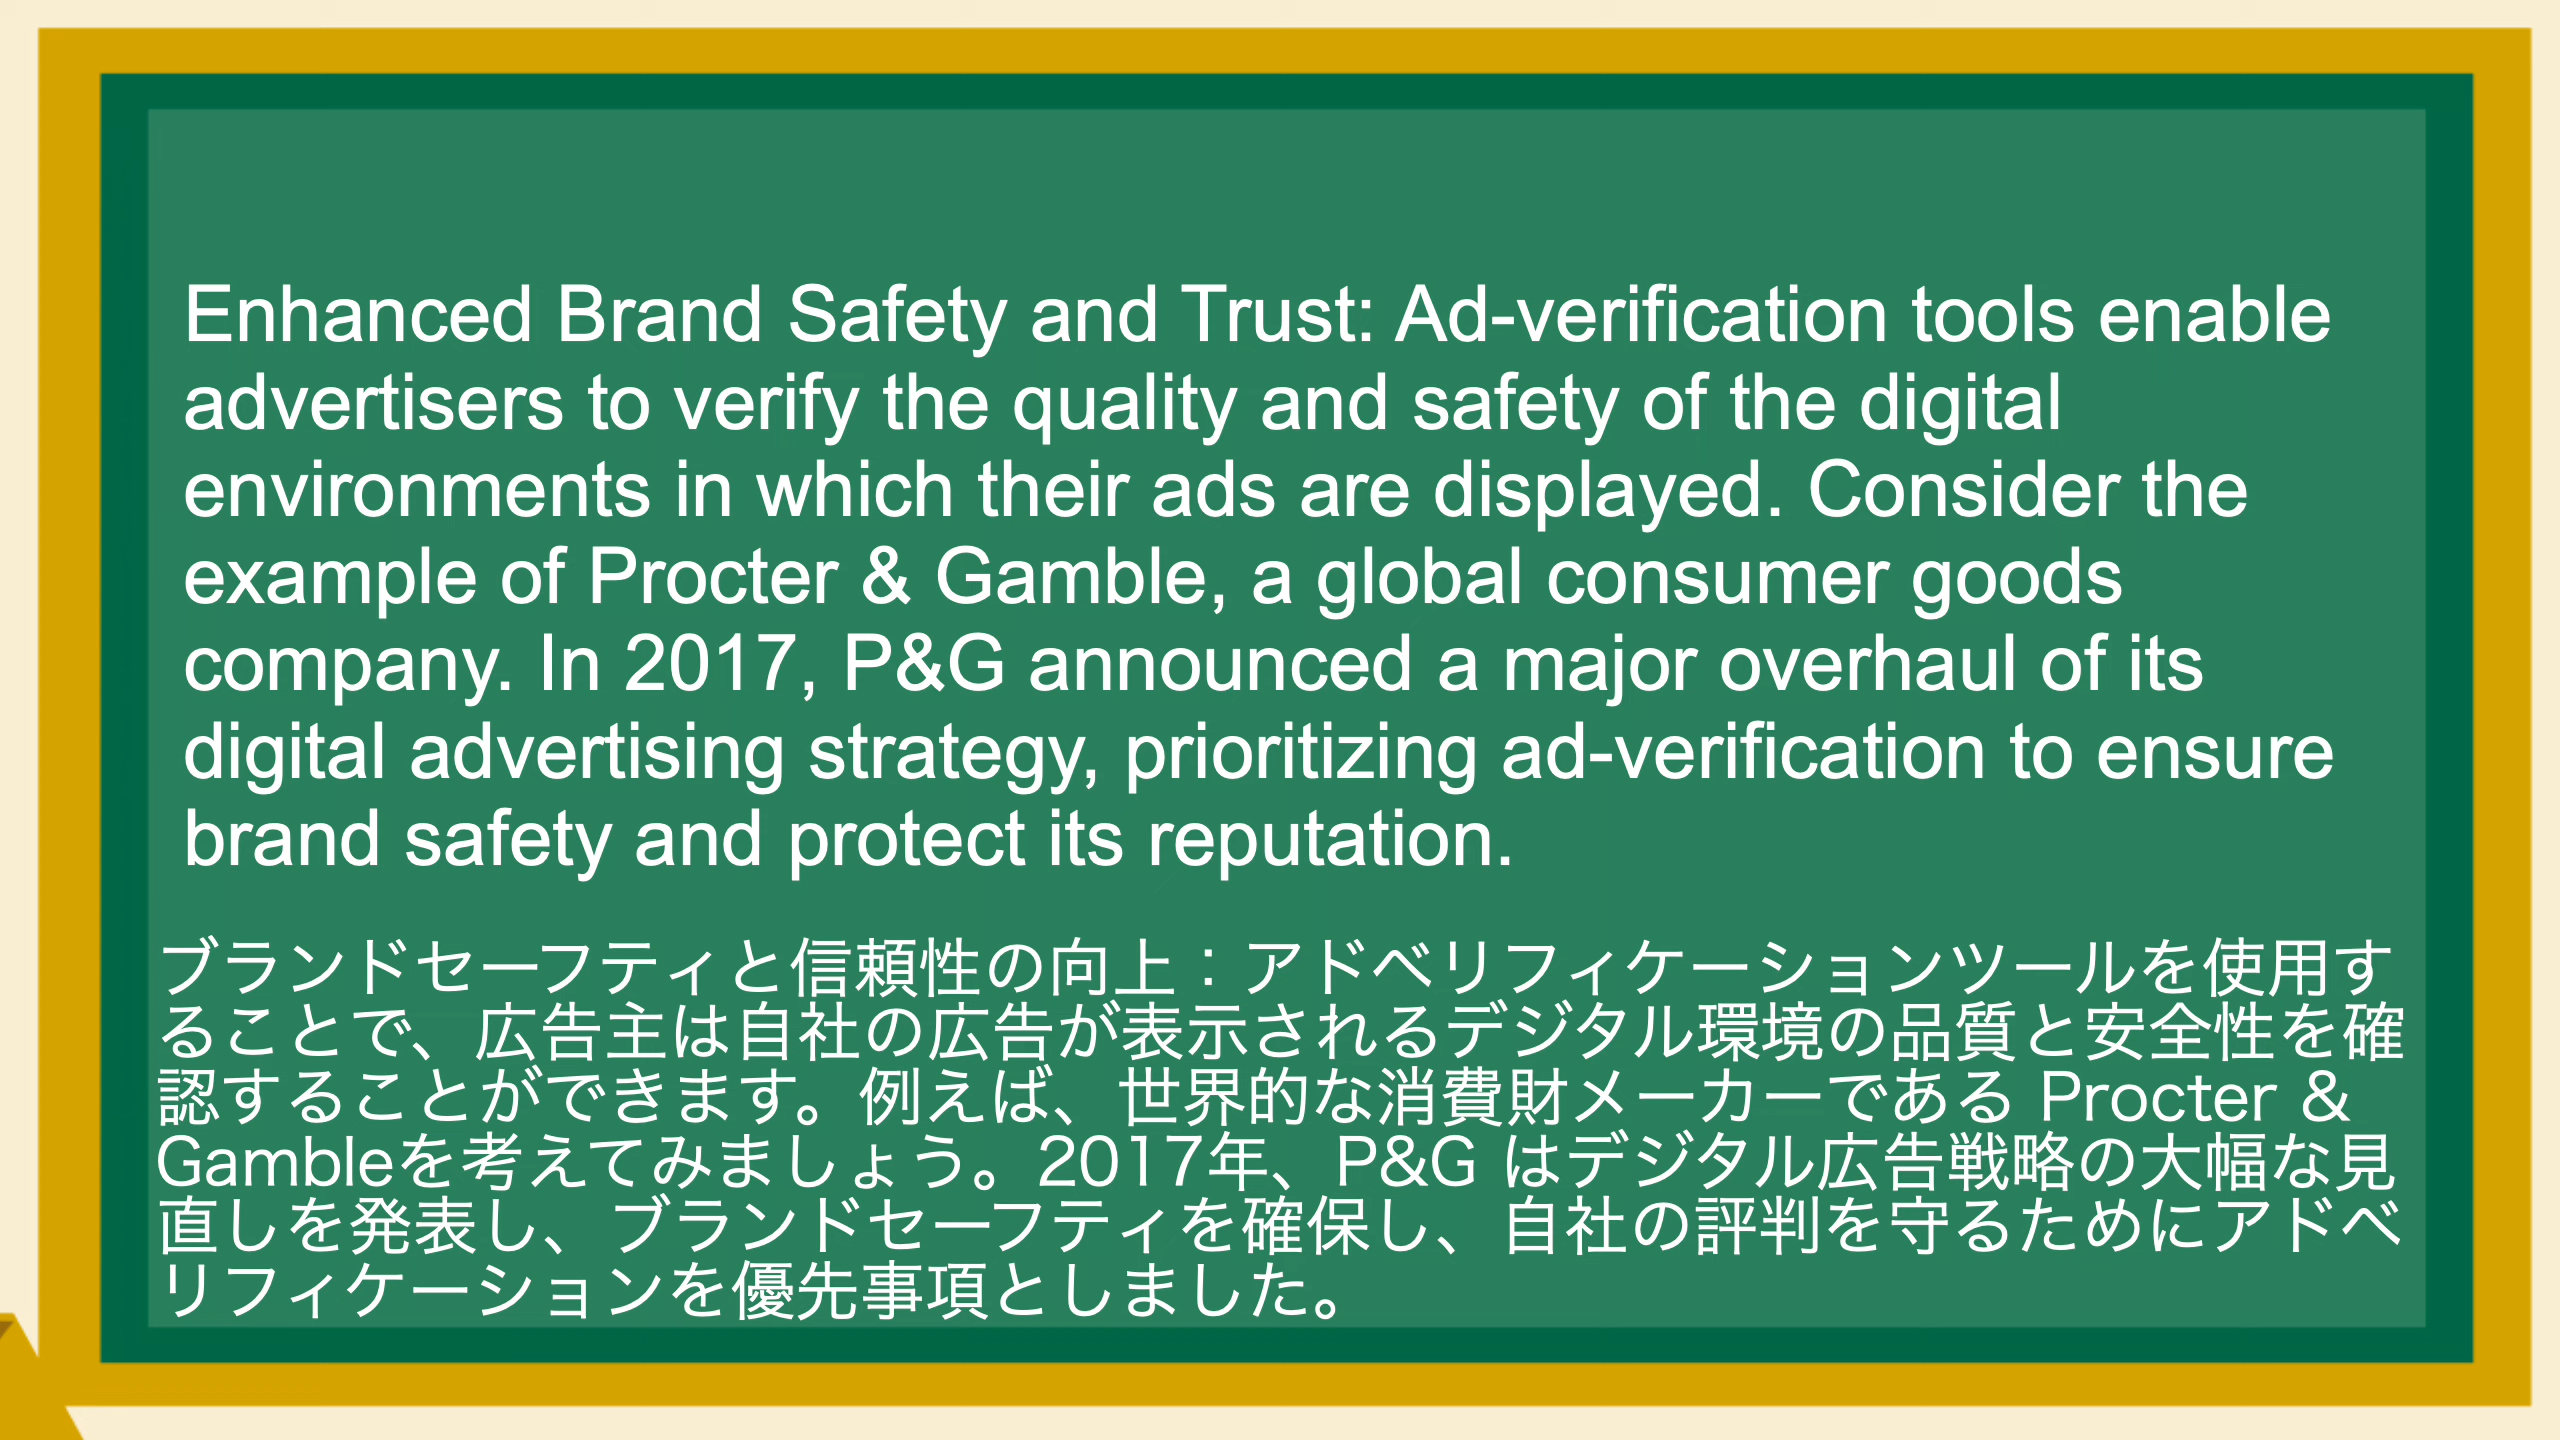 Enhanced Brand Safety and Trust: Ad-verification tools enable
advertisers to verify the quality and safety of the digital
environments in which their ads are displayed. Consider the
example of Procter & Gamble, a global consumer goods
company. In 2017, P&G announced a major overhaul of its
digital advertising strategy, prioritizing ad-verification to ensure
brand safety and protect its reputation.
ブランドセーフティと信頼性の向上：アドベリフィケーションツールを使用す
ることで、広告主は自社の広告が表示されるデジタル環境の品質と安全性を確
認することができます。例えば、世界的な消費財メーカーである Procter &
Gambleを考えてみましょう。2017年、P&G はデジタル広告戦略の大幅な見
直しを発表し、ブランドセーフティを確保し、自社の評判を守るためにアドベ
リフィケーションを優先事項としました。